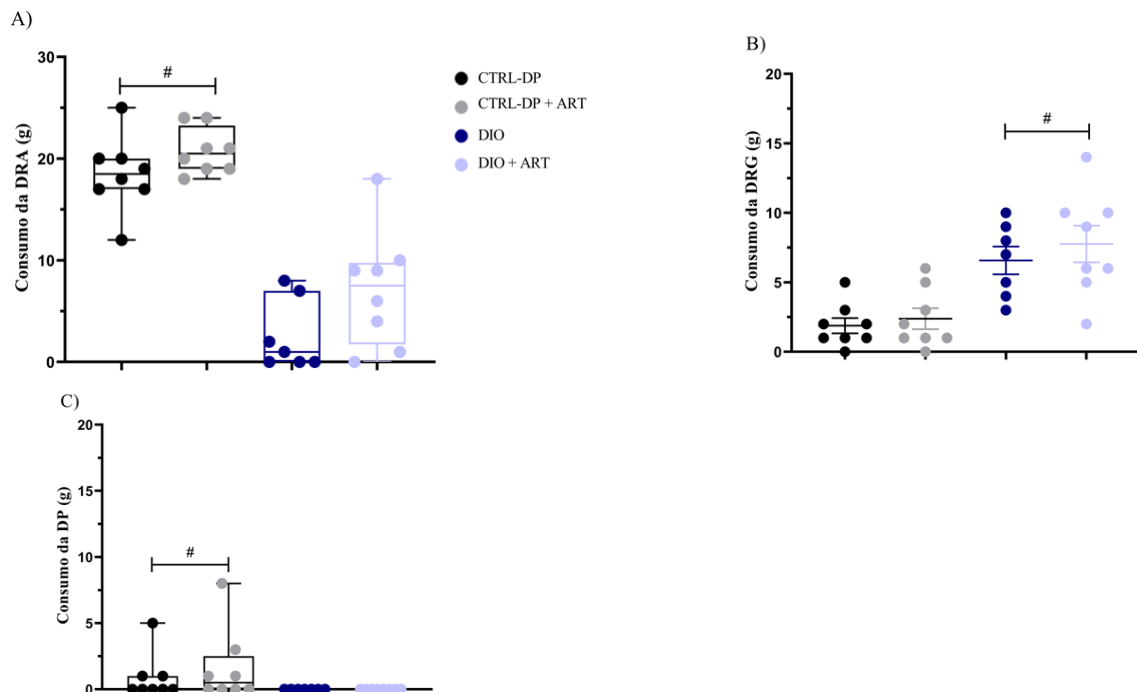 A)
Consumo da DRA (g)
30
20
10
0
#
CTRL-DP
CTRL-DP + ART
DIO
DIO + ART
B)
Consumo da DRG (g)
20
15
10
5
0
#
C)
Consumo da DP (g)
20
15
10
5
0
#